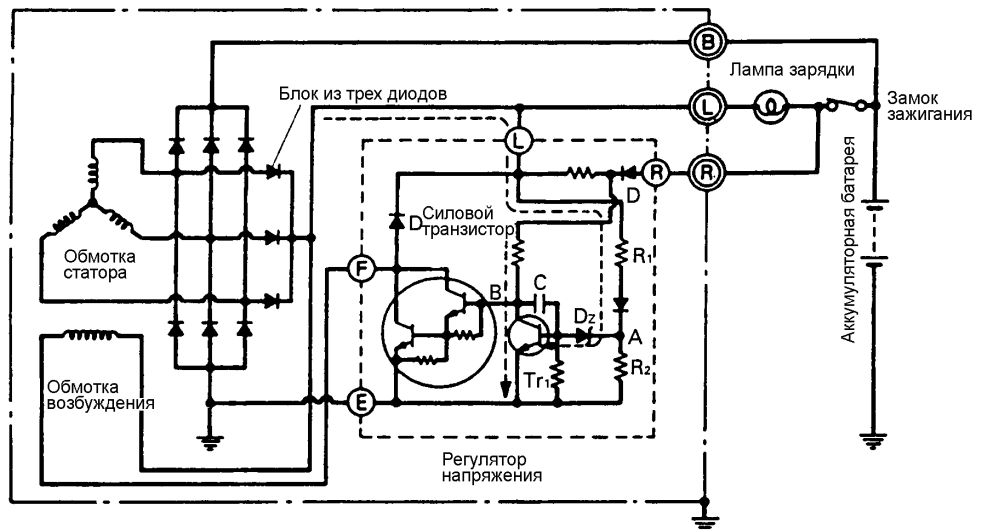 B
Лампа зарядки
Блок из трех диодов
L
Замок
зажигания
L
R
R
D
D
Силовой
транзистор
R1
Обмотка
статора
F
B
C
Dz
A
Tr1
R2
Обмотка
возбуждения
E
Регулятор
напряжения
Аккумуляторная батарея